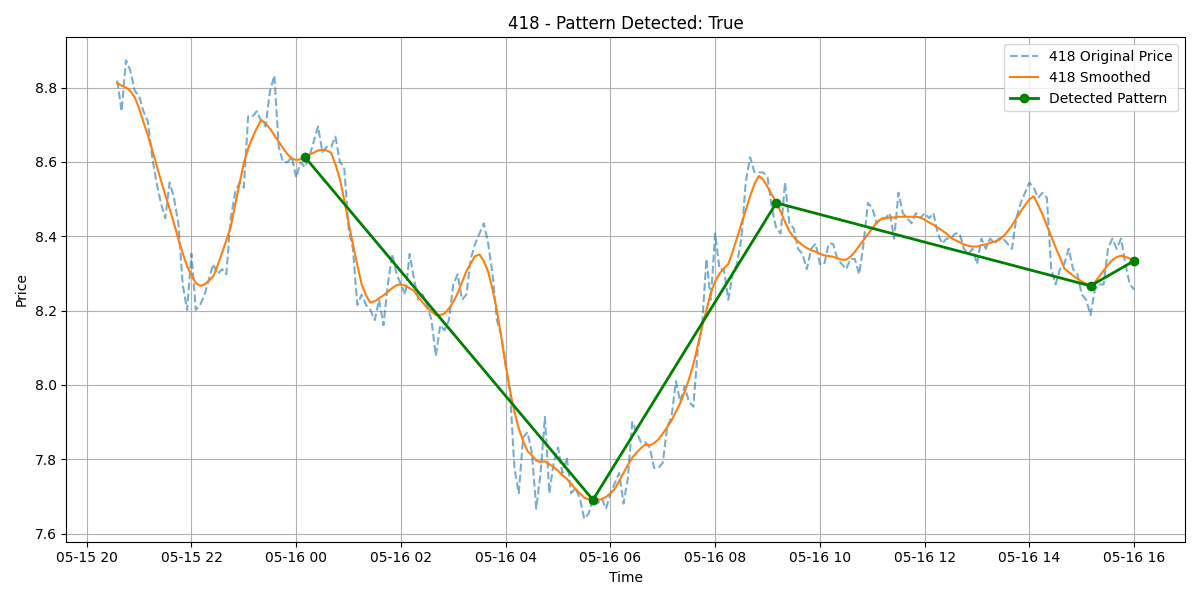 418 - Pattern Detected: True
418 Original Price
418 Smoothed
Detected Pattern
Price
8.8
8.6
8.4
8.2
8.0
7.8
7.6
05-15 20 05-15 22 05-16 00 05-16 02 05-16 04 05-16 06 05-16 08 05-16 10 05-16 12 05-16 14 05-16 16
Time